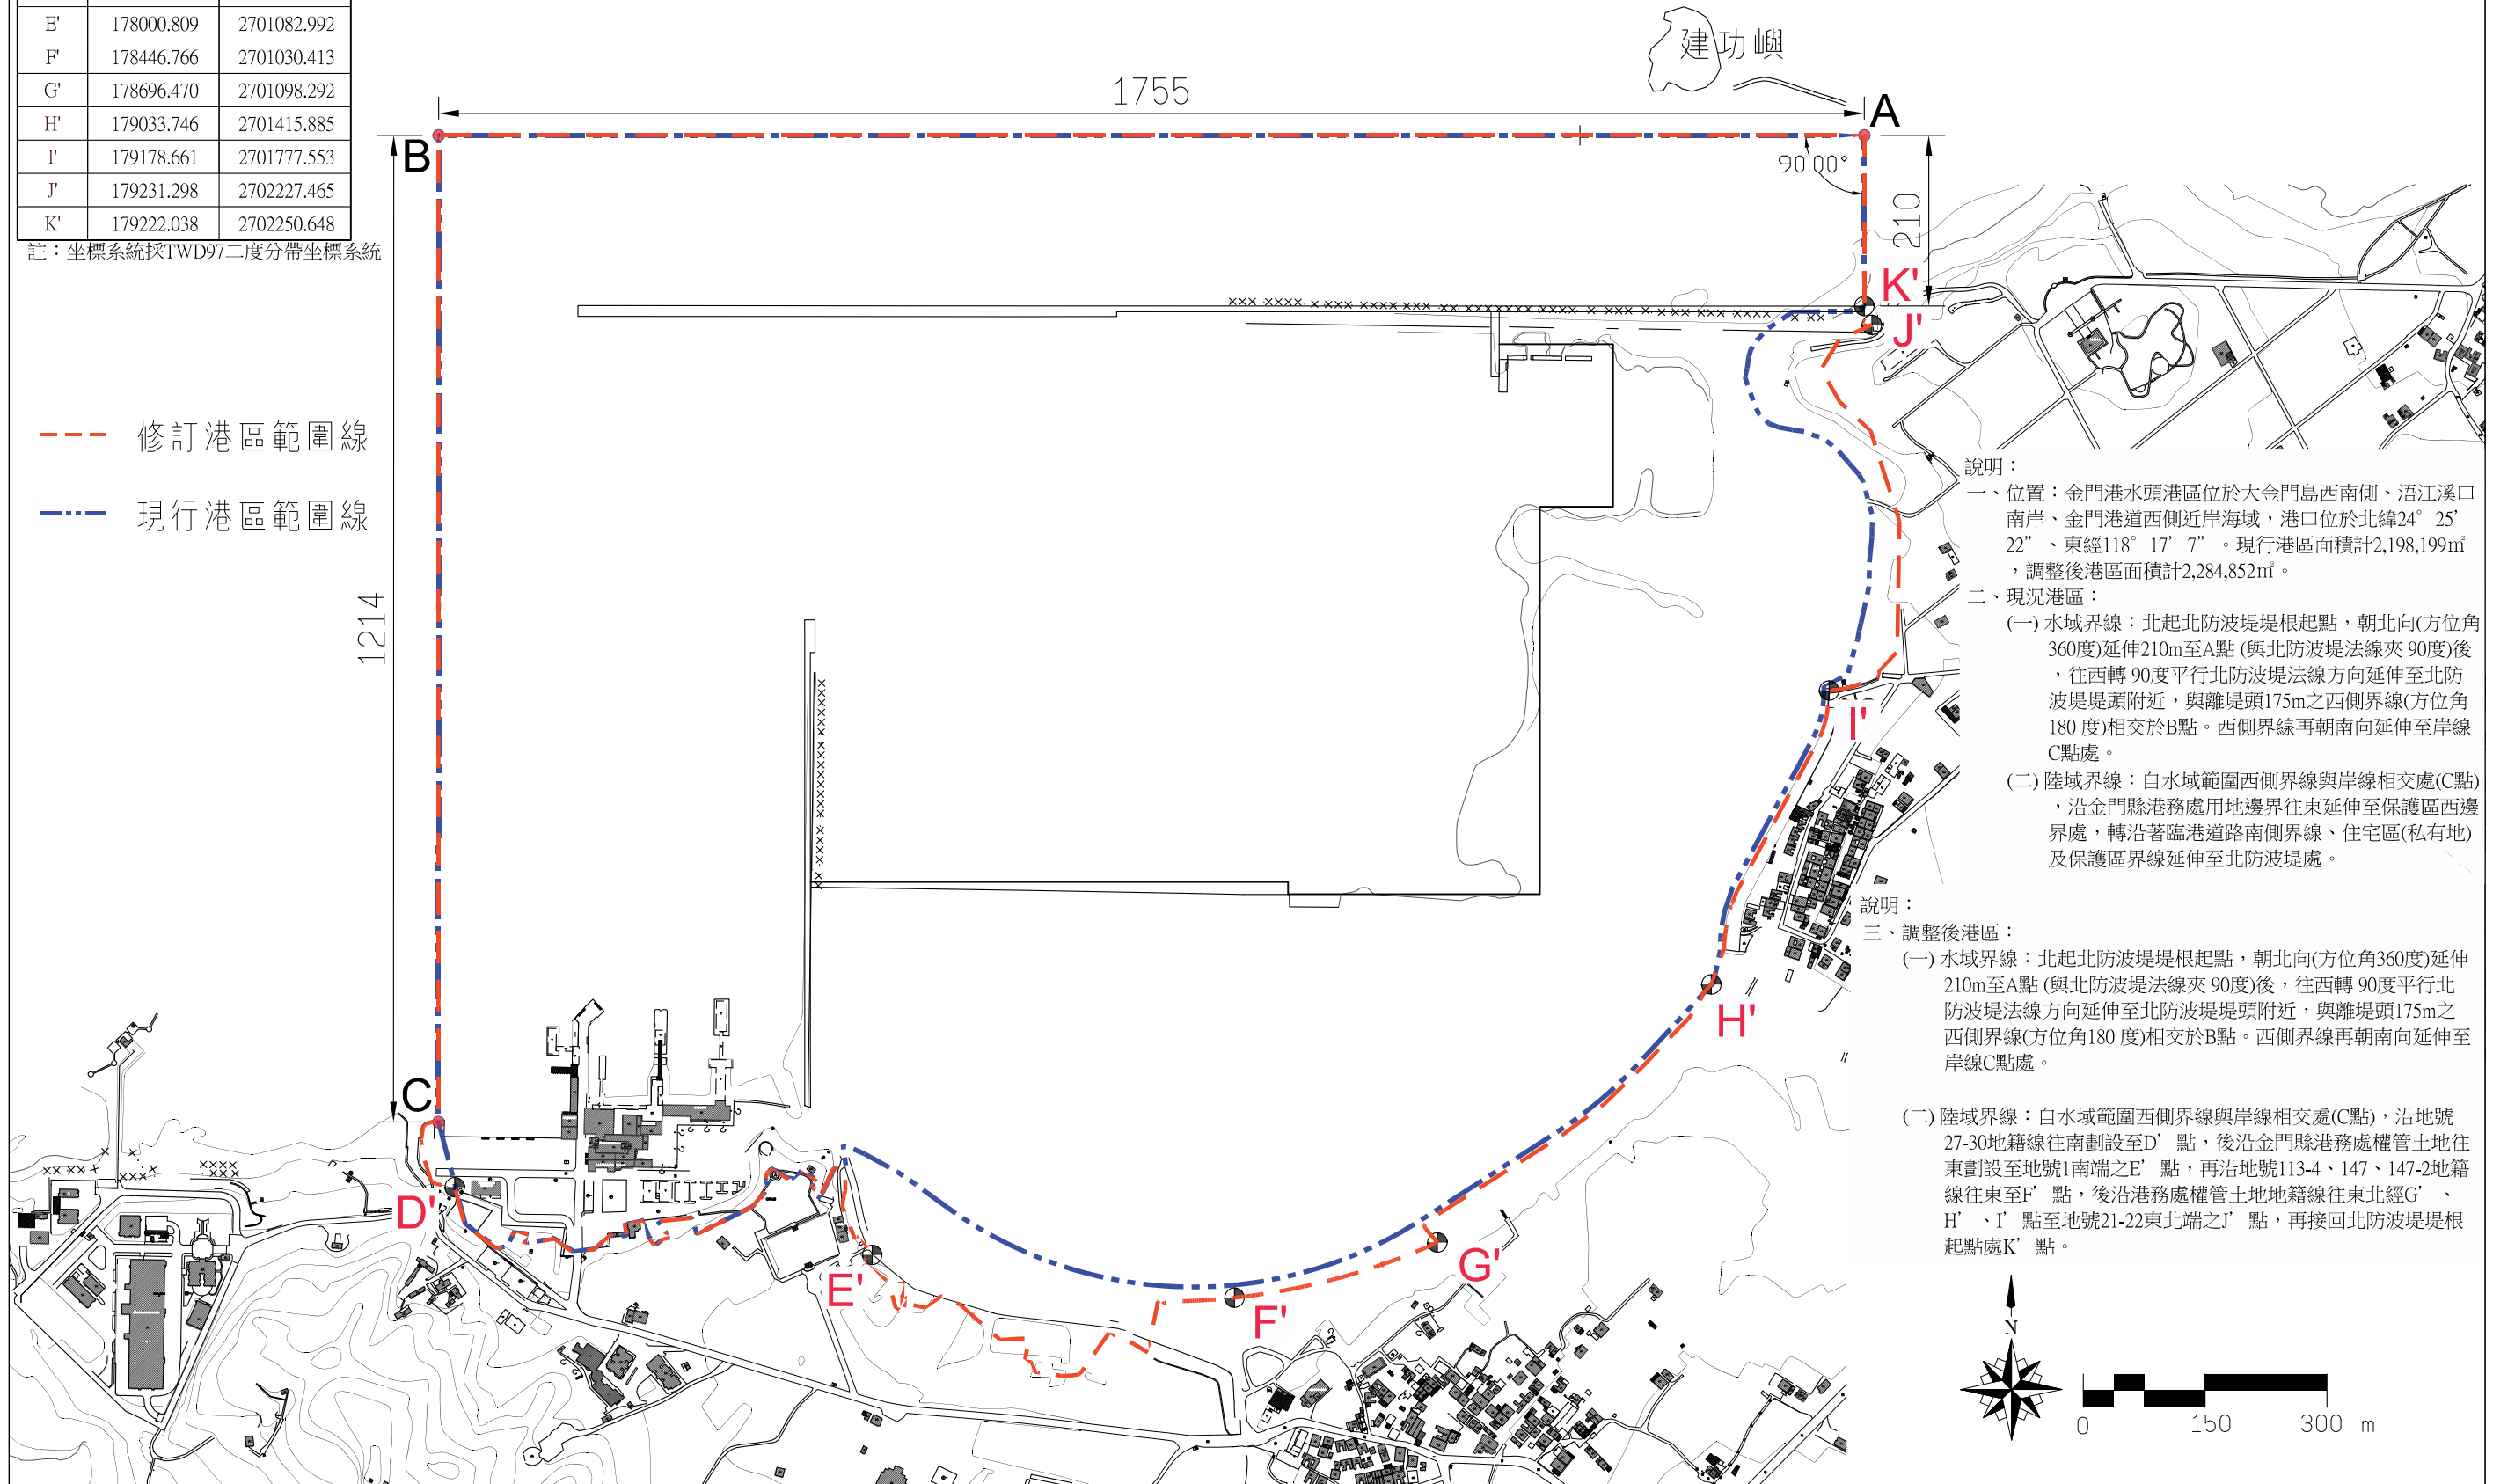 E' 178000.809 2701082.992
F' 178446.766 2701030.413
G' 178696.470 2701098.292
H' 179033.746 2701415.885
I' 179178.661 2701777.553
J' 179231.298 2702227.465
K' 179222.038 2702250.648
註：坐標系統採TWD97二度分帶坐標系統
建功嶼
1755
A
B
90.00°
210
K'
J'
修訂港區範圍線
現行港區範圍線
1214
I'
H'
C
D'
E'
F'
G'
說明：
一、位置：金門港水頭港區位於大金門島西南側、浯江溪口
南岸、金門港道西側近岸海域，港口位於北緯24° 25’
22” 、東經118° 17’ 7” 。現行港區面積計2,198,199㎡
，調整後港區面積計2,284,852㎡。
二、現況港區：
(一) 水域界線：北起北防波堤堤根起點，朝北向(方位角
360度)延伸210m至A點 (與北防波堤法線夾 90度)後
，往西轉 90度平行北防波堤法線方向延伸至北防
波堤堤頭附近，與離堤頭175m之西側界線(方位角
180 度)相交於B點。西側界線再朝南向延伸至岸線
C點處。
(二) 陸域界線：自水域範圍西側界線與岸線相交處(C點)
，沿金門縣港務處用地邊界往東延伸至保護區西邊
界處，轉沿著臨港道路南側界線、住宅區(私有地)
及保護區界線延伸至北防波堤處。
說明：
三、調整後港區：
(一) 水域界線：北起北防波堤堤根起點，朝北向(方位角360度)延伸
210m至A點 (與北防波堤法線夾 90度)後，往西轉 90度平行北
防波堤法線方向延伸至北防波堤堤頭附近，與離堤頭175m之
西側界線(方位角180 度)相交於B點。西側界線再朝南向延伸至
岸線C點處。
(二) 陸域界線：自水域範圍西側界線與岸線相交處(C點)，沿地號
27-30地籍線往南劃設至D’ 點，後沿金門縣港務處權管土地往
東劃設至地號1南端之E’ 點，再沿地號113-4、147、147-2地籍
線往東至F’ 點，後沿港務處權管土地地籍線往東北經G’ 、
H’ 、I’ 點至地號21-22東北端之J’ 點，再接回北防波堤堤根
起點處K’ 點。
N
0 150 300 m